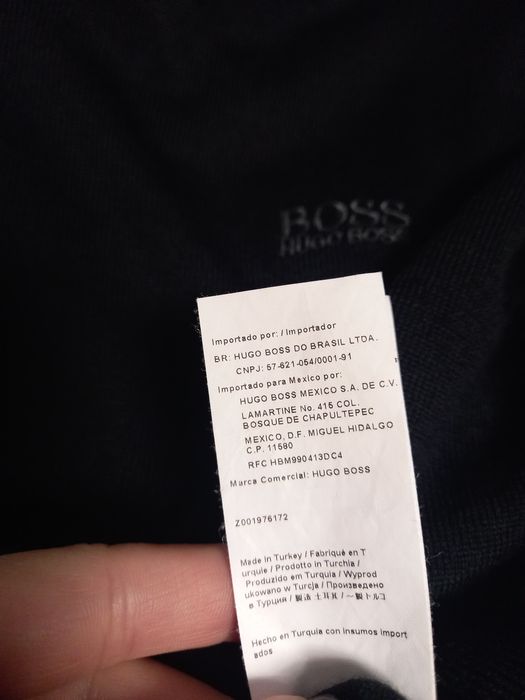 BOSS
HUGO BOSS
Importado por: / Importador
BR: HUGO BOSS DO BRASIL LTDA.
CNPJ: 57-621-054/0001-91
Importado para Mexico por:
HUGO BOSS MEXICO S.A. DE C.V.
LAMARTINE No. 415 COL.
BOSQUE DE CHAPULTEPEC
MEXICO, D.F. MIGUEL HIDALGO
C.P. 11580
RFC HBM990413DC4
Marca Comercial: HUGO BOSS
Z001976172
Made in Turkey / Fabriqué en T
urquie / Prodotto in Turchia /
Produzido em Turquia / Wyprod
ukowano w Turcja / Произведено
в Турция / 製造 土耳其 / ー製 トルコ
Hecho en Turquia con insumos import
ados